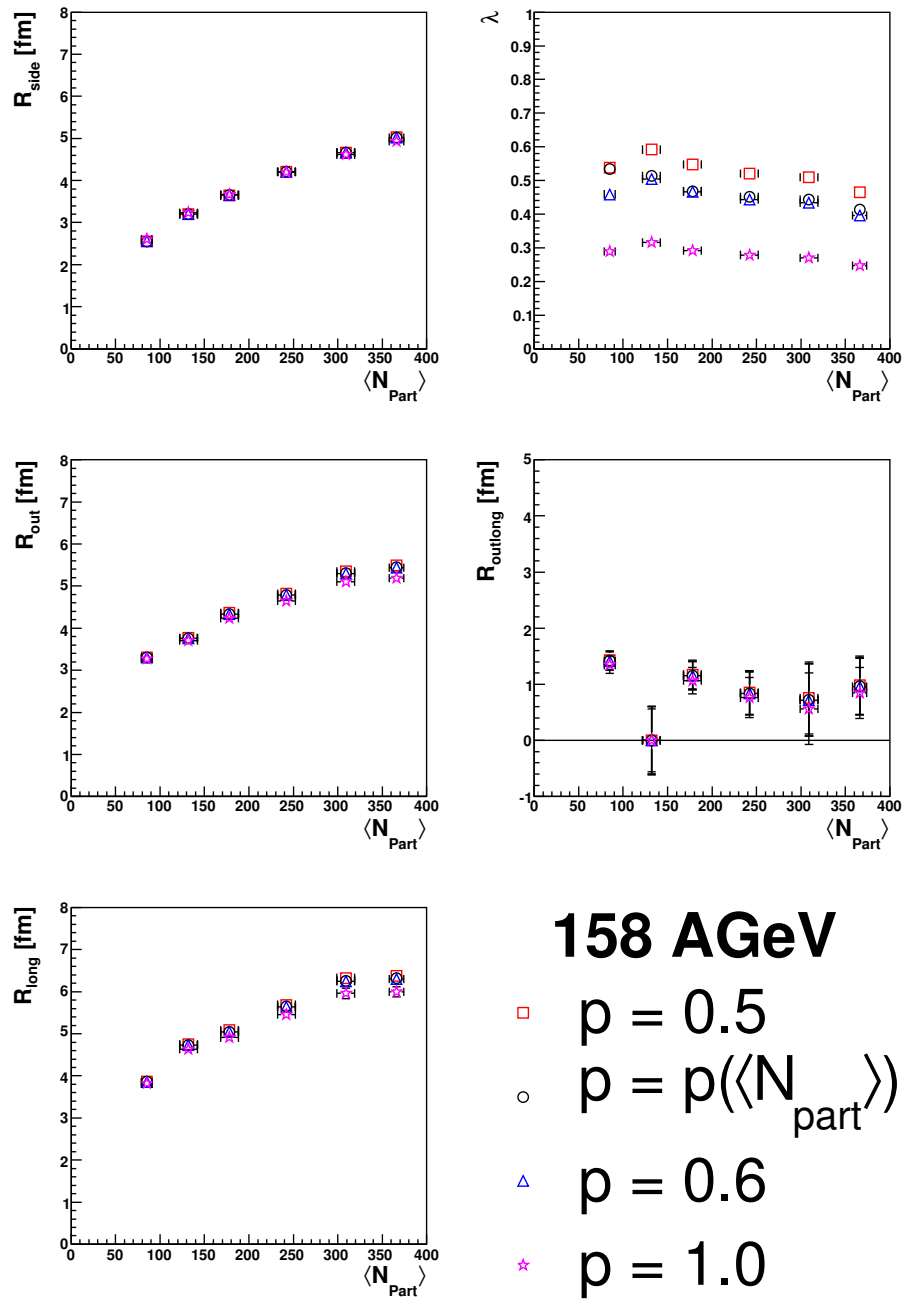 R_side [fm]
8
7
6
5
4
3
2
1
0
0 50 100 150 200 250 300 350 400
⟨N_Part⟩
λ
1
0.9
0.8
0.7
0.6
0.5
0.4
0.3
0.2
0.1
0
0 50 100 150 200 250 300 350 400
⟨N_Part⟩
R_out [fm]
8
7
6
5
4
3
2
1
0
0 50 100 150 200 250 300 350 400
⟨N_Part⟩
R_outlong [fm]
5
4
3
2
1
0
-1
0 50 100 150 200 250 300 350 400
⟨N_Part⟩
R_long [fm]
8
7
6
5
4
3
2
1
0
0 50 100 150 200 250 300 350 400
⟨N_Part⟩
158 AGeV
p = 0.5
p = p(⟨N_part⟩)
p = 0.6
p = 1.0